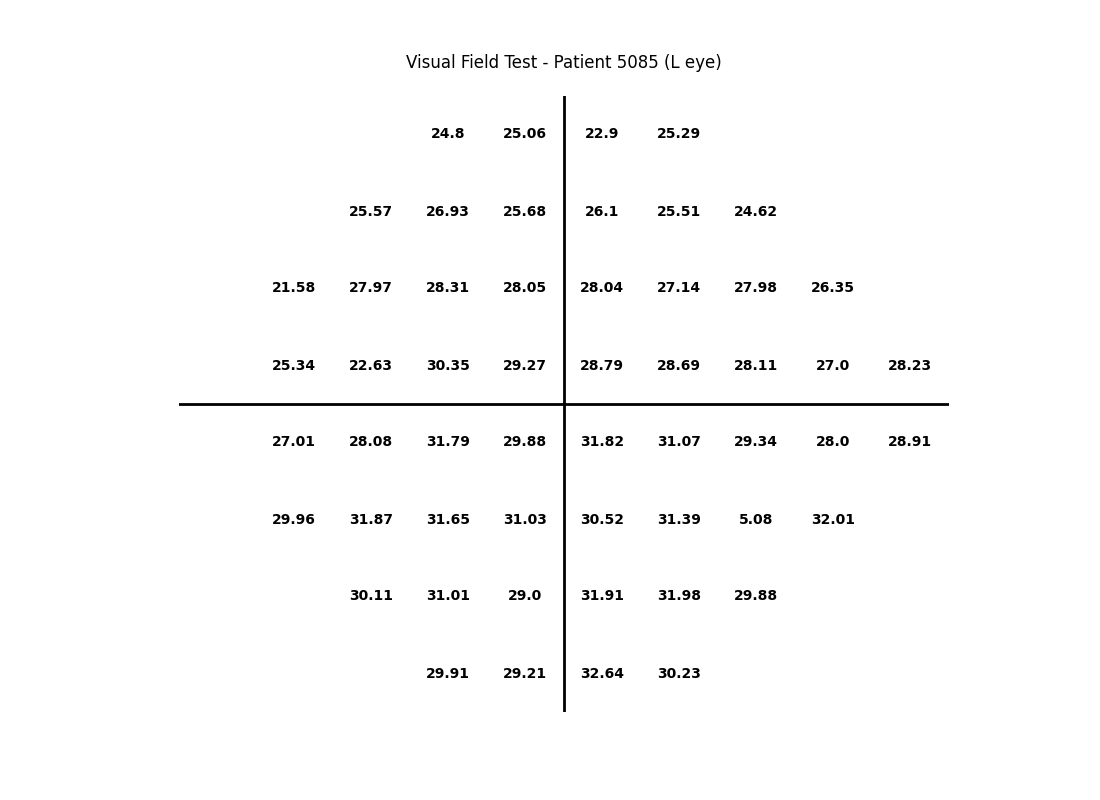 Visual Field Test - Patient 5085 (L eye)
24.8 25.06 22.9 25.29
25.57 26.93 25.68 26.1 25.51 24.62
21.58 27.97 28.31 28.05 28.04 27.14 27.98 26.35
25.34 22.63 30.35 29.27 28.79 28.69 28.11 27.0 28.23
27.01 28.08 31.79 29.88 31.82 31.07 29.34 28.0 28.91
29.96 31.87 31.65 31.03 30.52 31.39 5.08 32.01
30.11 31.01 29.0 31.91 31.98 29.88
29.91 29.21 32.64 30.23